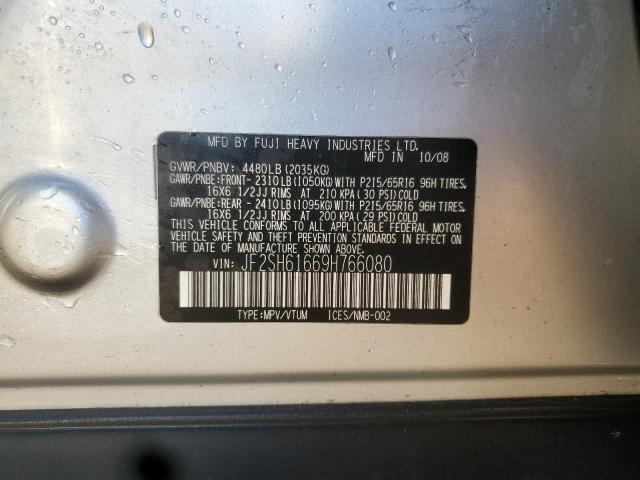 MFD BY FUJI HEAVY INDUSTRIES LTD.
MFD IN 10/08
GVWR/PNBV: 4480LB(2035KG)
GAWR/PNBE:FRONT- 2310LB(1050KG)WITH P215/65R16 96H TIRES,
16X6 1/2JJ RIMS AT 210 KPA(30 PSI)COLD
GAWR/PNBE:REAR - 2410LB(1095KG)WITH P215/65R16 96H TIRES,
16X6 1/2JJ RIMS AT 200 KPA(29 PSI)COLD
THIS VEHICLE CONFORMS TO ALL APPLICABLE FEDERAL MOTOR
VEHICLE SAFETY AND THEFT PREVENTION STANDARDS IN EFFECT
ON THE DATE OF MANUFACTURE SHOWN ABOVE.
VIN: JF2SH61669H766080
TYPE:MPV/VTUM ICES/NMB-002